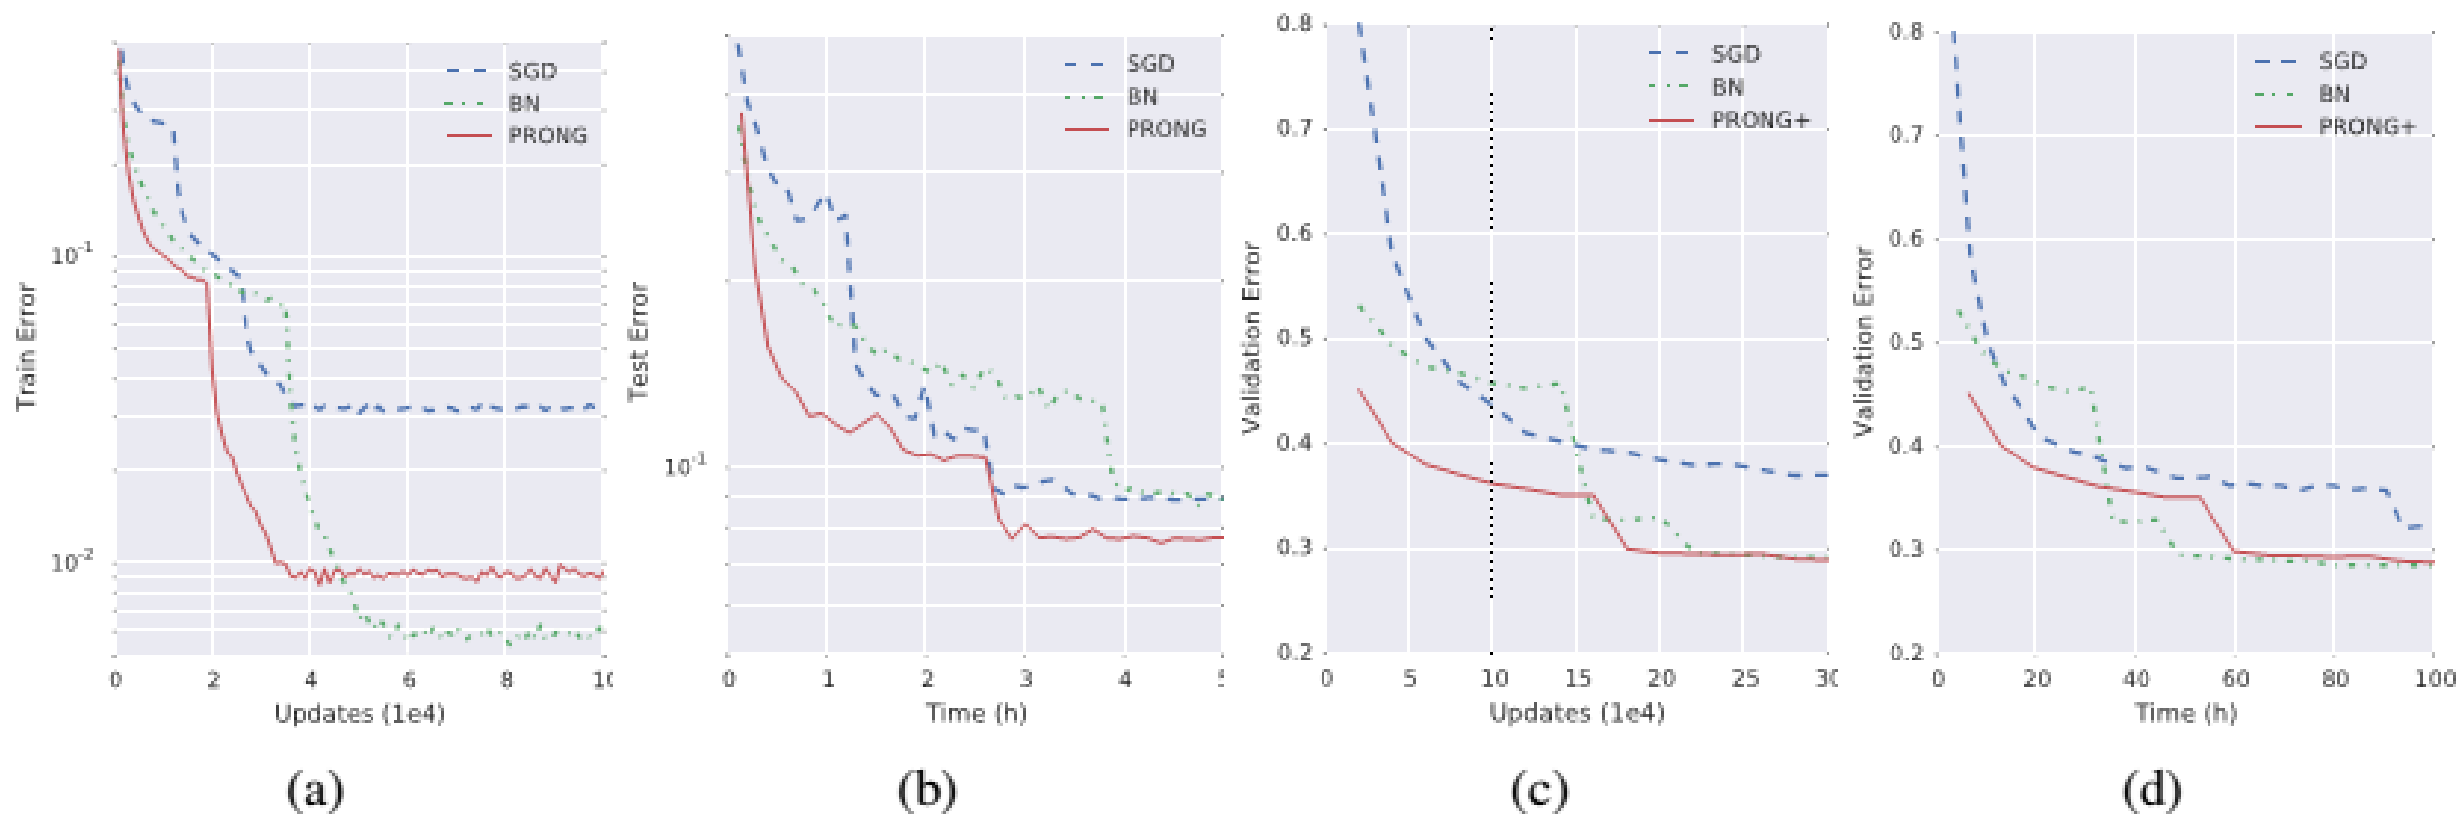 SGD
BN
PRONG
10⁻¹
10⁻²
Train Error
0 2 4 6 8 10
Updates (1e4)
(a)
SGD
BN
PRONG
10⁻¹
Test Error
0 1 2 3 4
Time (h)
(b)
SGD
BN
PRONG+
0.8
0.7
0.6
0.5
0.4
0.3
0.2
Validation Error
0 5 10 15 20 25 30
Updates (1e4)
(c)
SGD
BN
PRONG+
0.8
0.7
0.6
0.5
0.4
0.3
0.2
Validation Error
0 20 40 60 80 100
Time (h)
(d)